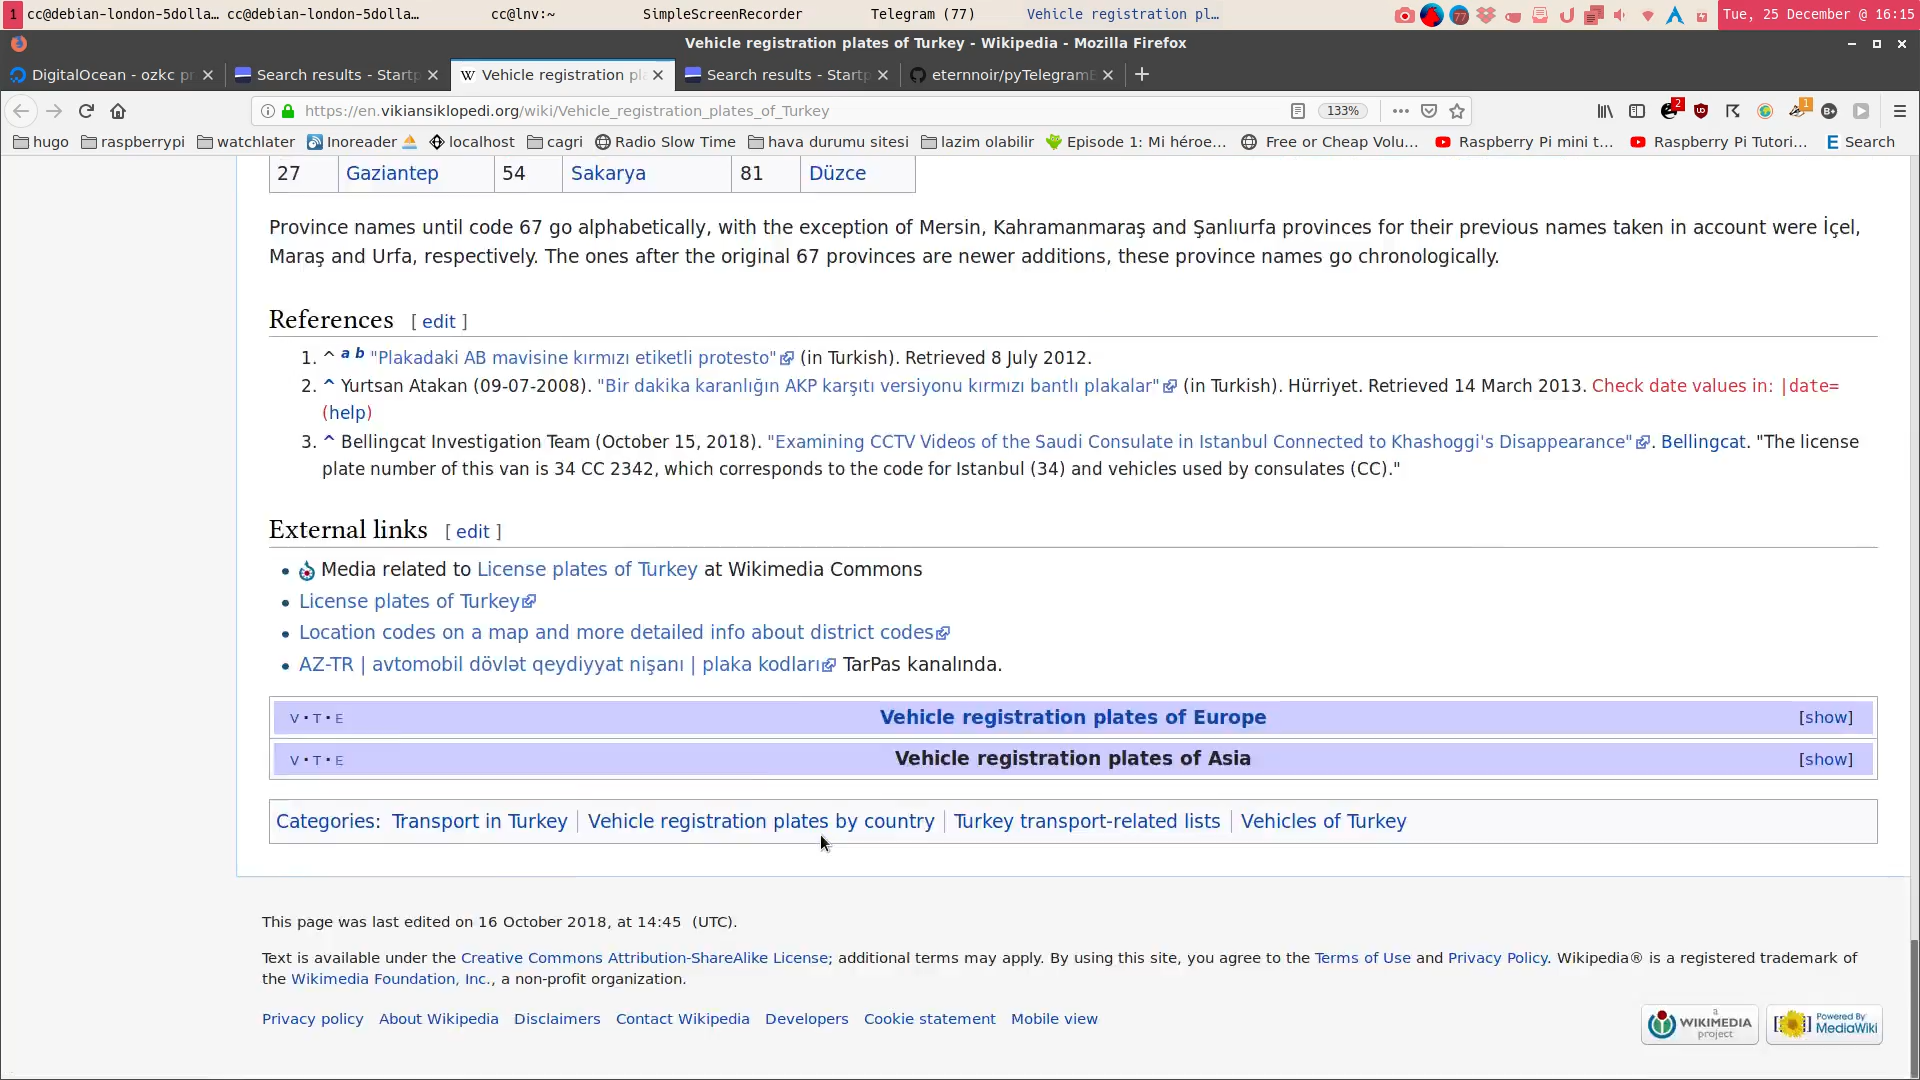 1 cc@debian-london-5dolla… cc@debian-london-5dolla… cc@lnv:~ SimpleScreenRecorder Telegram (77) Vehicle registration pl… 77 Tue, 25 December @ 16:15
Vehicle registration plates of Turkey - Wikipedia - Mozilla Firefox
DigitalOcean - ozkc pr Search results - Startp W Vehicle registration pla Search results - Startp eternnoir/pyTelegramB
https://en.vikiansiklopedi.org/wiki/Vehicle_registration_plates_of_Turkey 133% 2 1 B+
hugo raspberrypi watchlater Inoreader localhost cagri Radio Slow Time hava durumu sitesi lazim olabilir Episode 1: Mi héroe… Free or Cheap Volu… Raspberry Pi mini t… Raspberry Pi Tutori… E Search
27 Gaziantep 54 Sakarya 81 Düzce
Province names until code 67 go alphabetically, with the exception of Mersin, Kahramanmaraş and Şanlıurfa provinces for their previous names taken in account were İçel,
Maraş and Urfa, respectively. The ones after the original 67 provinces are newer additions, these province names go chronologically.
References [ edit ]
1. ^ a b "Plakadaki AB mavisine kırmızı etiketli protesto" (in Turkish). Retrieved 8 July 2012.
2. ^ Yurtsan Atakan (09-07-2008). "Bir dakika karanlığın AKP karşıtı versiyonu kırmızı bantlı plakalar" (in Turkish). Hürriyet. Retrieved 14 March 2013. Check date values in: |date=
(help)
3. ^ Bellingcat Investigation Team (October 15, 2018). "Examining CCTV Videos of the Saudi Consulate in Istanbul Connected to Khashoggi's Disappearance". Bellingcat. "The license
plate number of this van is 34 CC 2342, which corresponds to the code for Istanbul (34) and vehicles used by consulates (CC)."
External links [ edit ]
• Media related to License plates of Turkey at Wikimedia Commons
• License plates of Turkey
• Location codes on a map and more detailed info about district codes
• AZ-TR | avtomobil dövlət qeydiyyat nişanı | plaka kodları TarPas kanalında.
V • T • E Vehicle registration plates of Europe [show]
V • T • E Vehicle registration plates of Asia [show]
Categories: Transport in Turkey | Vehicle registration plates by country | Turkey transport-related lists | Vehicles of Turkey
This page was last edited on 16 October 2018, at 14:45 (UTC).
Text is available under the Creative Commons Attribution-ShareAlike License; additional terms may apply. By using this site, you agree to the Terms of Use and Privacy Policy. Wikipedia® is a registered trademark of
the Wikimedia Foundation, Inc., a non-profit organization.
Privacy policy About Wikipedia Disclaimers Contact Wikipedia Developers Cookie statement Mobile view
a WIKIMEDIA project Powered By MediaWiki